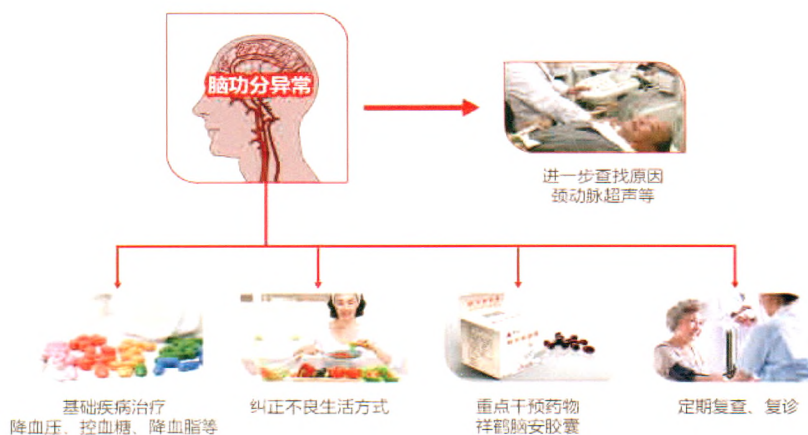 脑功分异常
进一步查找原因
颈动脉超声等
基础疾病治疗
降血压、控血糖、降血脂等
纠正不良生活方式
重点干预药物
祥鹤脑安胶囊
定期复查、复诊